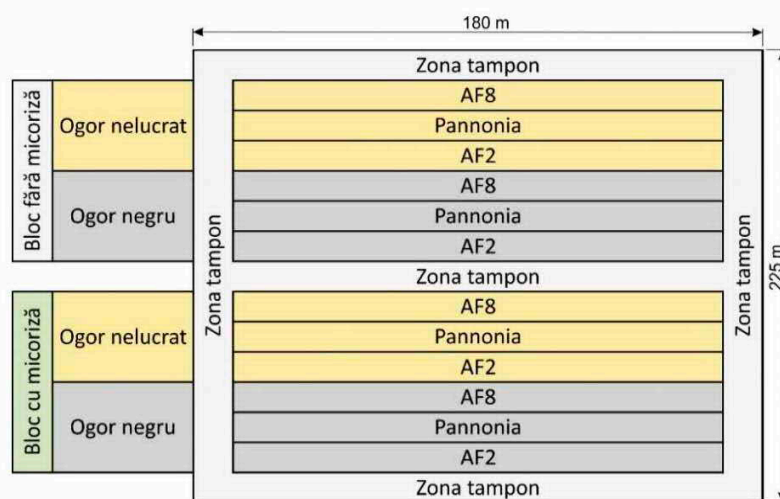 180 m
Zona tampon
AF8
Pannonia
AF2
AF8
Pannonia
AF2
Zona tampon
AF8
Pannonia
AF2
AF8
Pannonia
AF2
Zona tampon
Bloc fără micoriză
Ogor nelucrat
Ogor negru
Bloc cu micoriză
Ogor nelucrat
Ogor negru
Zona tampon
Zona tampon
225 m